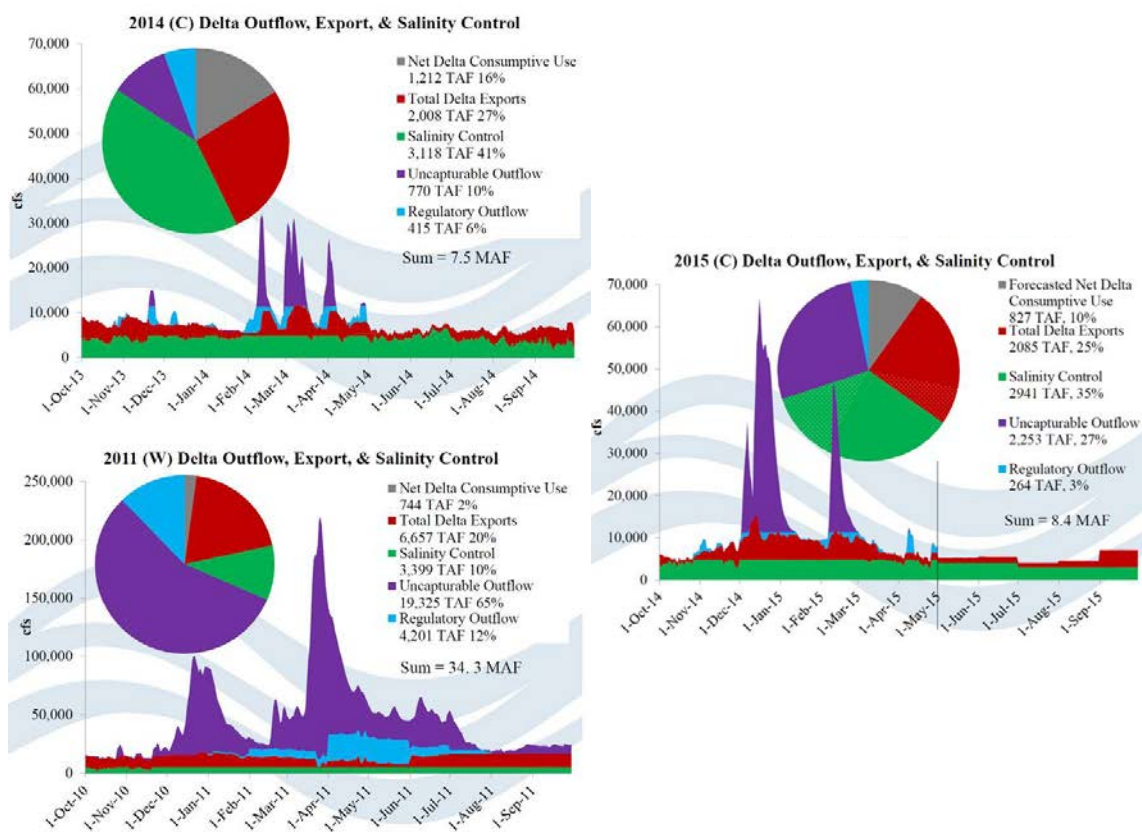 2014 (C) Delta Outflow, Export, & Salinity Control
70,000
60,000
50,000
40,000
30,000
20,000
10,000
0
cfs
Net Delta Consumptive Use
1,212 TAF 16%
Total Delta Exports
2,008 TAF 27%
Salinity Control
3,118 TAF 41%
Uncapturable Outflow
770 TAF 10%
Regulatory Outflow
415 TAF 6%
Sum = 7.5 MAF
1-Oct-13
1-Nov-13
1-Dec-13
1-Jan-14
1-Feb-14
1-Mar-14
1-Apr-14
1-May-14
1-Jun-14
1-Jul-14
1-Aug-14
1-Sep-14
2011 (W) Delta Outflow, Export, & Salinity Control
250,000
200,000
150,000
100,000
50,000
0
cfs
Net Delta Consumptive Use
744 TAF 2%
Total Delta Exports
6,657 TAF 20%
Salinity Control
3,399 TAF 10%
Uncapturable Outflow
19,325 TAF 65%
Regulatory Outflow
4,201 TAF 12%
Sum = 34. 3 MAF
1-Oct-10
1-Nov-10
1-Dec-10
1-Jan-11
1-Feb-11
1-Mar-11
1-Apr-11
1-May-11
1-Jun-11
1-Jul-11
1-Aug-11
1-Sep-11
2015 (C) Delta Outflow, Export, & Salinity Control
70,000
60,000
50,000
40,000
30,000
20,000
10,000
0
cfs
Forecasted Net Delta
Consumptive Use
827 TAF, 10%
Total Delta Exports
2085 TAF, 25%
Salinity Control
2941 TAF, 35%
Uncapturable Outflow
2,253 TAF, 27%
Regulatory Outflow
264 TAF, 3%
Sum = 8.4 MAF
1-Oct-14
1-Nov-14
1-Dec-14
1-Jan-15
1-Feb-15
1-Mar-15
1-Apr-15
1-May-15
1-Jun-15
1-Jul-15
1-Aug-15
1-Sep-15